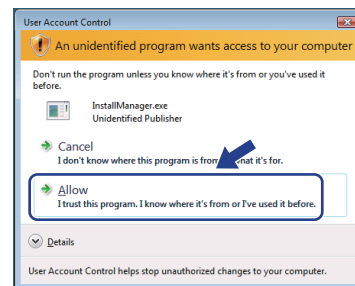 User Account Control
An unidentified program wants access to your computer
Don't run the program unless you know where it's from or you've used it
before.
InstallManager.exe
Unidentified Publisher
Cancel
I don't know where this program is from what it's for.
Allow
I trust this program. I know where it's from or I've used it before.
Details
User Account Control helps stop unauthorized changes to your computer.